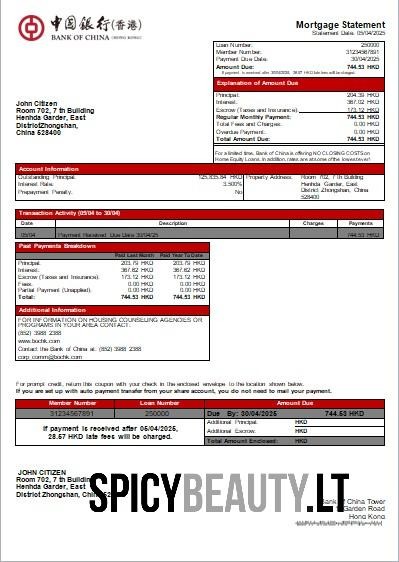 中國銀行(香港)
BANK OF CHINA (HONG KONG)
Mortgage Statement
Statement Date: 05/04/2025
Loan Number: 250000
Member Number: 31234567891
Payment Due Date: 30/04/2025
Amount Due: 744.53 HKD
If payment is received after 30/04/2025, 28.57 HKD late fees will be charged.
Explanation of Amount Due
Principal: 204.39 HKD
Interest: 367.02 HKD
Escrow (Taxes and Insurance): 173.12 HKD
Regular Monthly Payment: 744.53 HKD
Total Fees and Charges: 0.00 HKD
Overdue Payment: 0.00 HKD
Total Amount Due: 744.53 HKD
For a limited time, Bank of China is offering NO CLOSING COSTS on
Home Equity Loans. In addition, rates are at one of the lowest ever!
John Citizen
Room 702, 7 th Building
Henhda Garder, East
DistrictZhongshan,
China 528400
Account Information
Outstanding Principal: 125,835.84 HKD
Interest Rate: 3.500%
Prepayment Penalty: No
Property Address: Room 702, 7 th Building
Henhda Garder, East
District Zhongshan, China
528400
Transaction Activity (05/04 to 30/04)
Date Description Charges Payments
05/04 Payment Received Due Date 30/04/25 744.53 HKD
Past Payments Breakdown
Paid Last Month Paid Year To Date
Principal: 203.79 HKD 203.79 HKD
Interest: 367.62 HKD 367.62 HKD
Escrow (Taxes and Insurance): 173.12 HKD 173.12 HKD
Fees: 0.00 HKD 0.00 HKD
Partial Payment (Unapplied): 0.00 HKD 0.00 HKD
Total: 744.53 HKD 744.53 HKD
Additional Information
FOR INFORMATION ON HOUSING COUNSELING AGENCIES OR
PROGRAMS IN YOUR AREA CONTACT:
(852) 3988 2388
www.bochk.com
Contact the Bank of China at: (852) 3988 2388
corp_comm@bochk.com
For prompt credit, return this coupon with your check in the enclosed envelope to the location shown below.
If you are set up with auto payment transfer from your share account, you do not need to mail your payment.
Member Number Loan Number Amount Due
31234567891 250000 Due By: 30/04/2025 744.53 HKD
If payment is received after 05/04/2025,
28.57 HKD late fees will be charged.
Additional Principal: HKD
Additional Escrow: HKD
Total Amount Enclosed: HKD
JOHN CITIZEN
Room 702, 7 th Building
Henhda Garder, East
District Zhongshan, China
SPICYBEAUTY.LT
of China Tower
Garden Road
Hong Kong